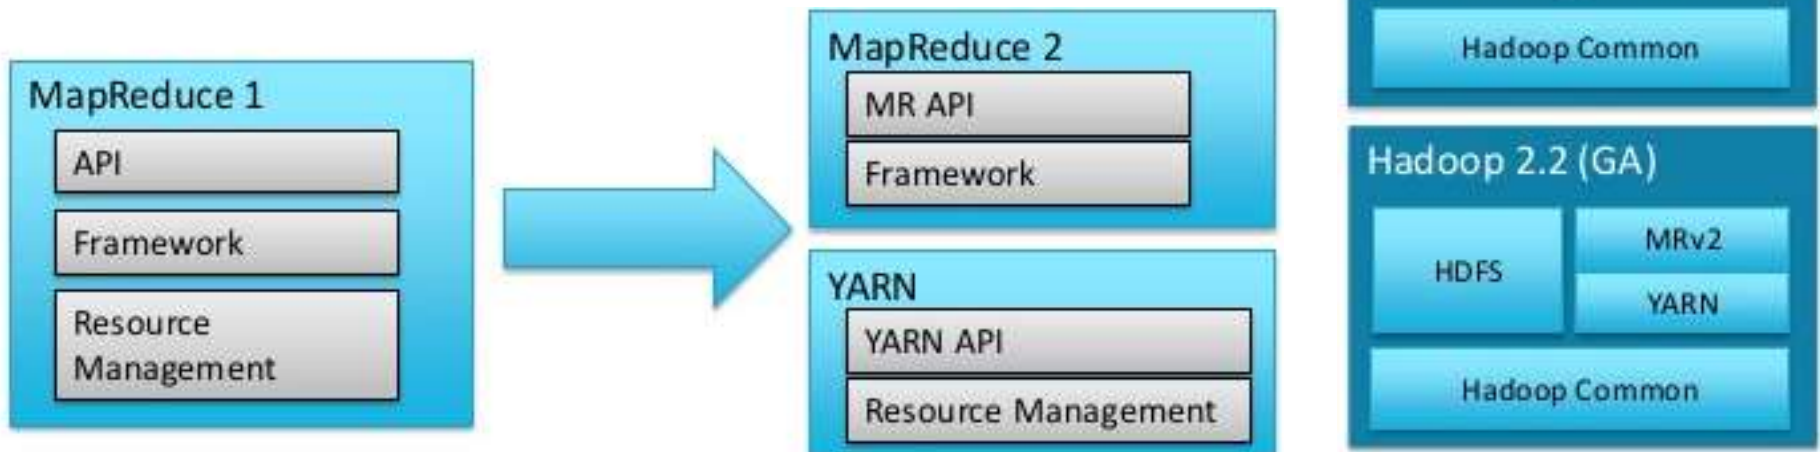 MapReduce 1
API
Framework
Resource
Management
MapReduce 2
MR API
Framework
YARN
YARN API
Resource Management
Hadoop Common
Hadoop 2.2 (GA)
HDFS
MRv2
YARN
Hadoop Common